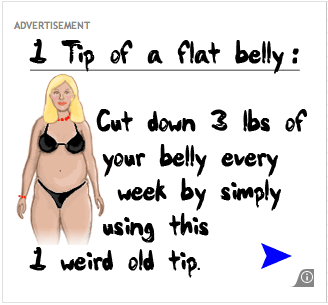 ADVERTISEMENT
1 Tip of a flat belly:
Cut down 3 lbs of
your belly every
week by simply
using this
1 weird old tip.